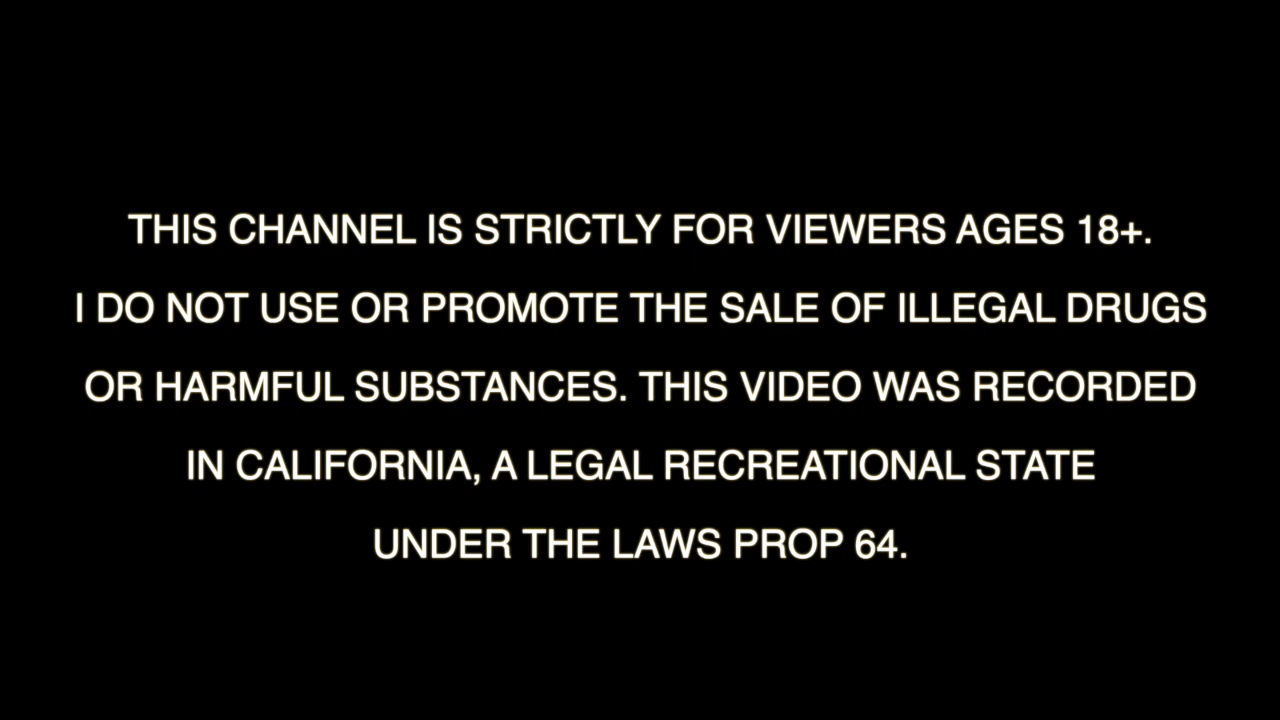 THIS CHANNEL IS STRICTLY FOR VIEWERS AGES 18+.
I DO NOT USE OR PROMOTE THE SALE OF ILLEGAL DRUGS
OR HARMFUL SUBSTANCES. THIS VIDEO WAS RECORDED
IN CALIFORNIA, A LEGAL RECREATIONAL STATE
UNDER THE LAWS PROP 64.